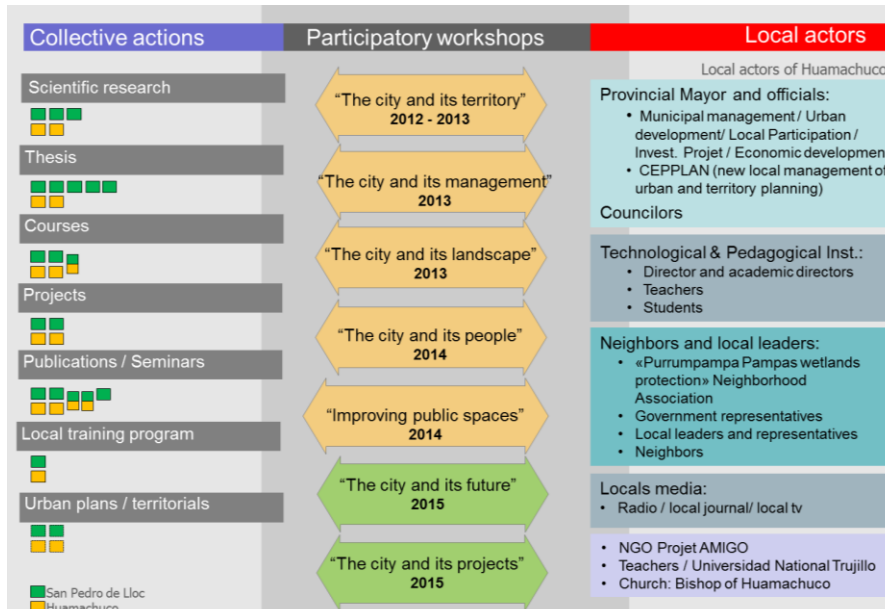 Collective actions
Scientific research
Thesis
Courses
Projects
Publications / Seminars
Local training program
Urban plans / territorials
San Pedro de Lloc
Huamachuco
Participatory workshops
“The city and its territory”
2012 - 2013
“The city and its management”
2013
“The city and its landscape”
2013
“The city and its people”
2014
“Improving public spaces”
2014
“The city and its future”
2015
“The city and its projects”
2015
Local actors
Local actors of Huamachuco
Provincial Mayor and officials:
• Municipal management / Urban
development/ Local Participation /
Invest. Projet / Economic development
• CEPPLAN (new local management of
urban and territory planning)
Councilors
Technological & Pedagogical Inst.:
• Director and academic directors
• Teachers
• Students
Neighbors and local leaders:
• «Purrumpampa Pampas wetlands
protection» Neighborhood
Association
• Government representatives
• Local leaders and representatives
• Neighbors
Locals media:
• Radio / local journal/ local tv
• NGO Projet AMIGO
• Teachers / Universidad National Trujillo
• Church: Bishop of Huamachuco